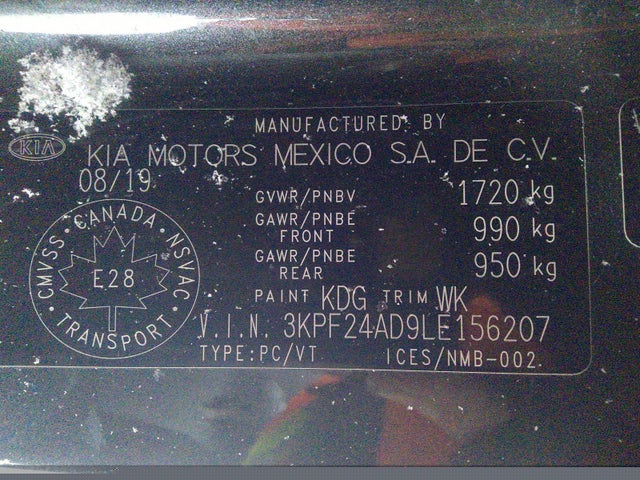 MANUFACTURED BY
KIA
KIA MOTORS MEXICO S.A. DE C.V.
08/19
GVWR/PNBV 1720 kg
GAWR/PNBE FRONT 990 kg
GAWR/PNBE REAR 950 kg
CANADA
CMVSS NSVAC
E28
TRANSPORT
PAINT KDG TRIM WK
V.I.N. 3KPF24AD9LE156207
TYPE:PC/VT ICES/NMB-002.